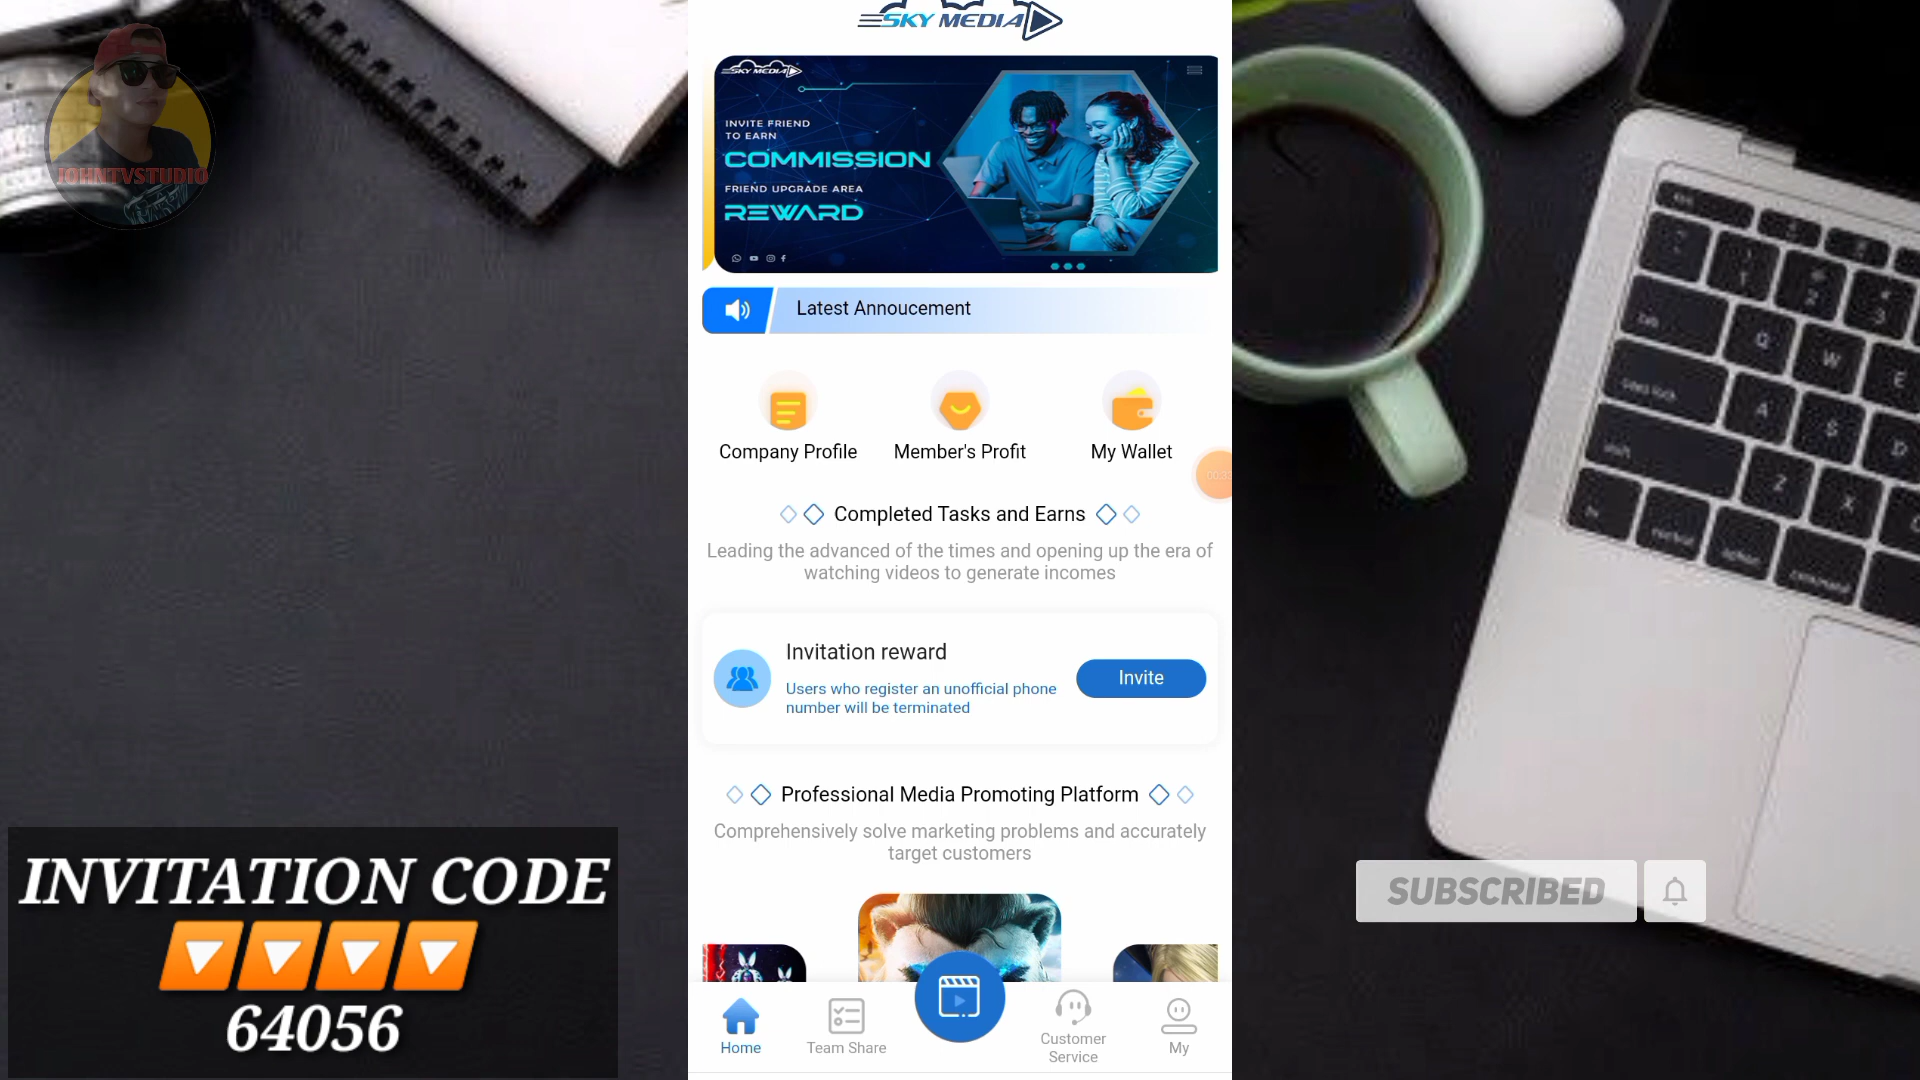 JOHNTVSTUDIO
SKY MEDIA
SKY MEDIA
INVITE FRIEND
TO EARN
COMMISSION
FRIEND UPGRADE AREA
REWARD
Latest Annoucement
Company Profile
Member's Profit
My Wallet
Completed Tasks and Earns
Leading the advanced of the times and opening up the era of
watching videos to generate incomes
Invitation reward
Users who register an unofficial phone
number will be terminated
Invite
Professional Media Promoting Platform
Comprehensively solve marketing problems and accurately
target customers
Home
Team Share
Customer
Service
My
INVITATION CODE
64056
SUBSCRIBED
Q
W
E
A
S
D
Z
X